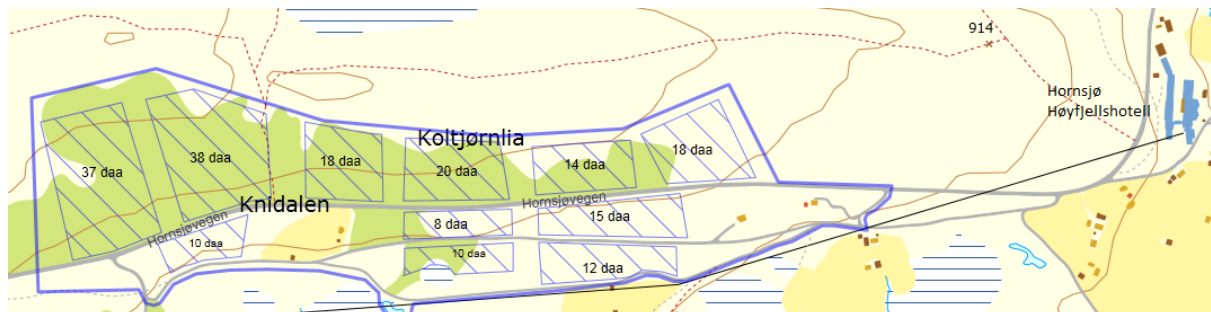 914
Hornsjø
Høyfjellshotell
Koltjørnlia
37 daa
38 daa
18 daa
20 daa
14 daa
18 daa
Knidalen
Hornsjøvegen
Hornsjøvegen
10 daa
8 daa
15 daa
10 daa
12 daa